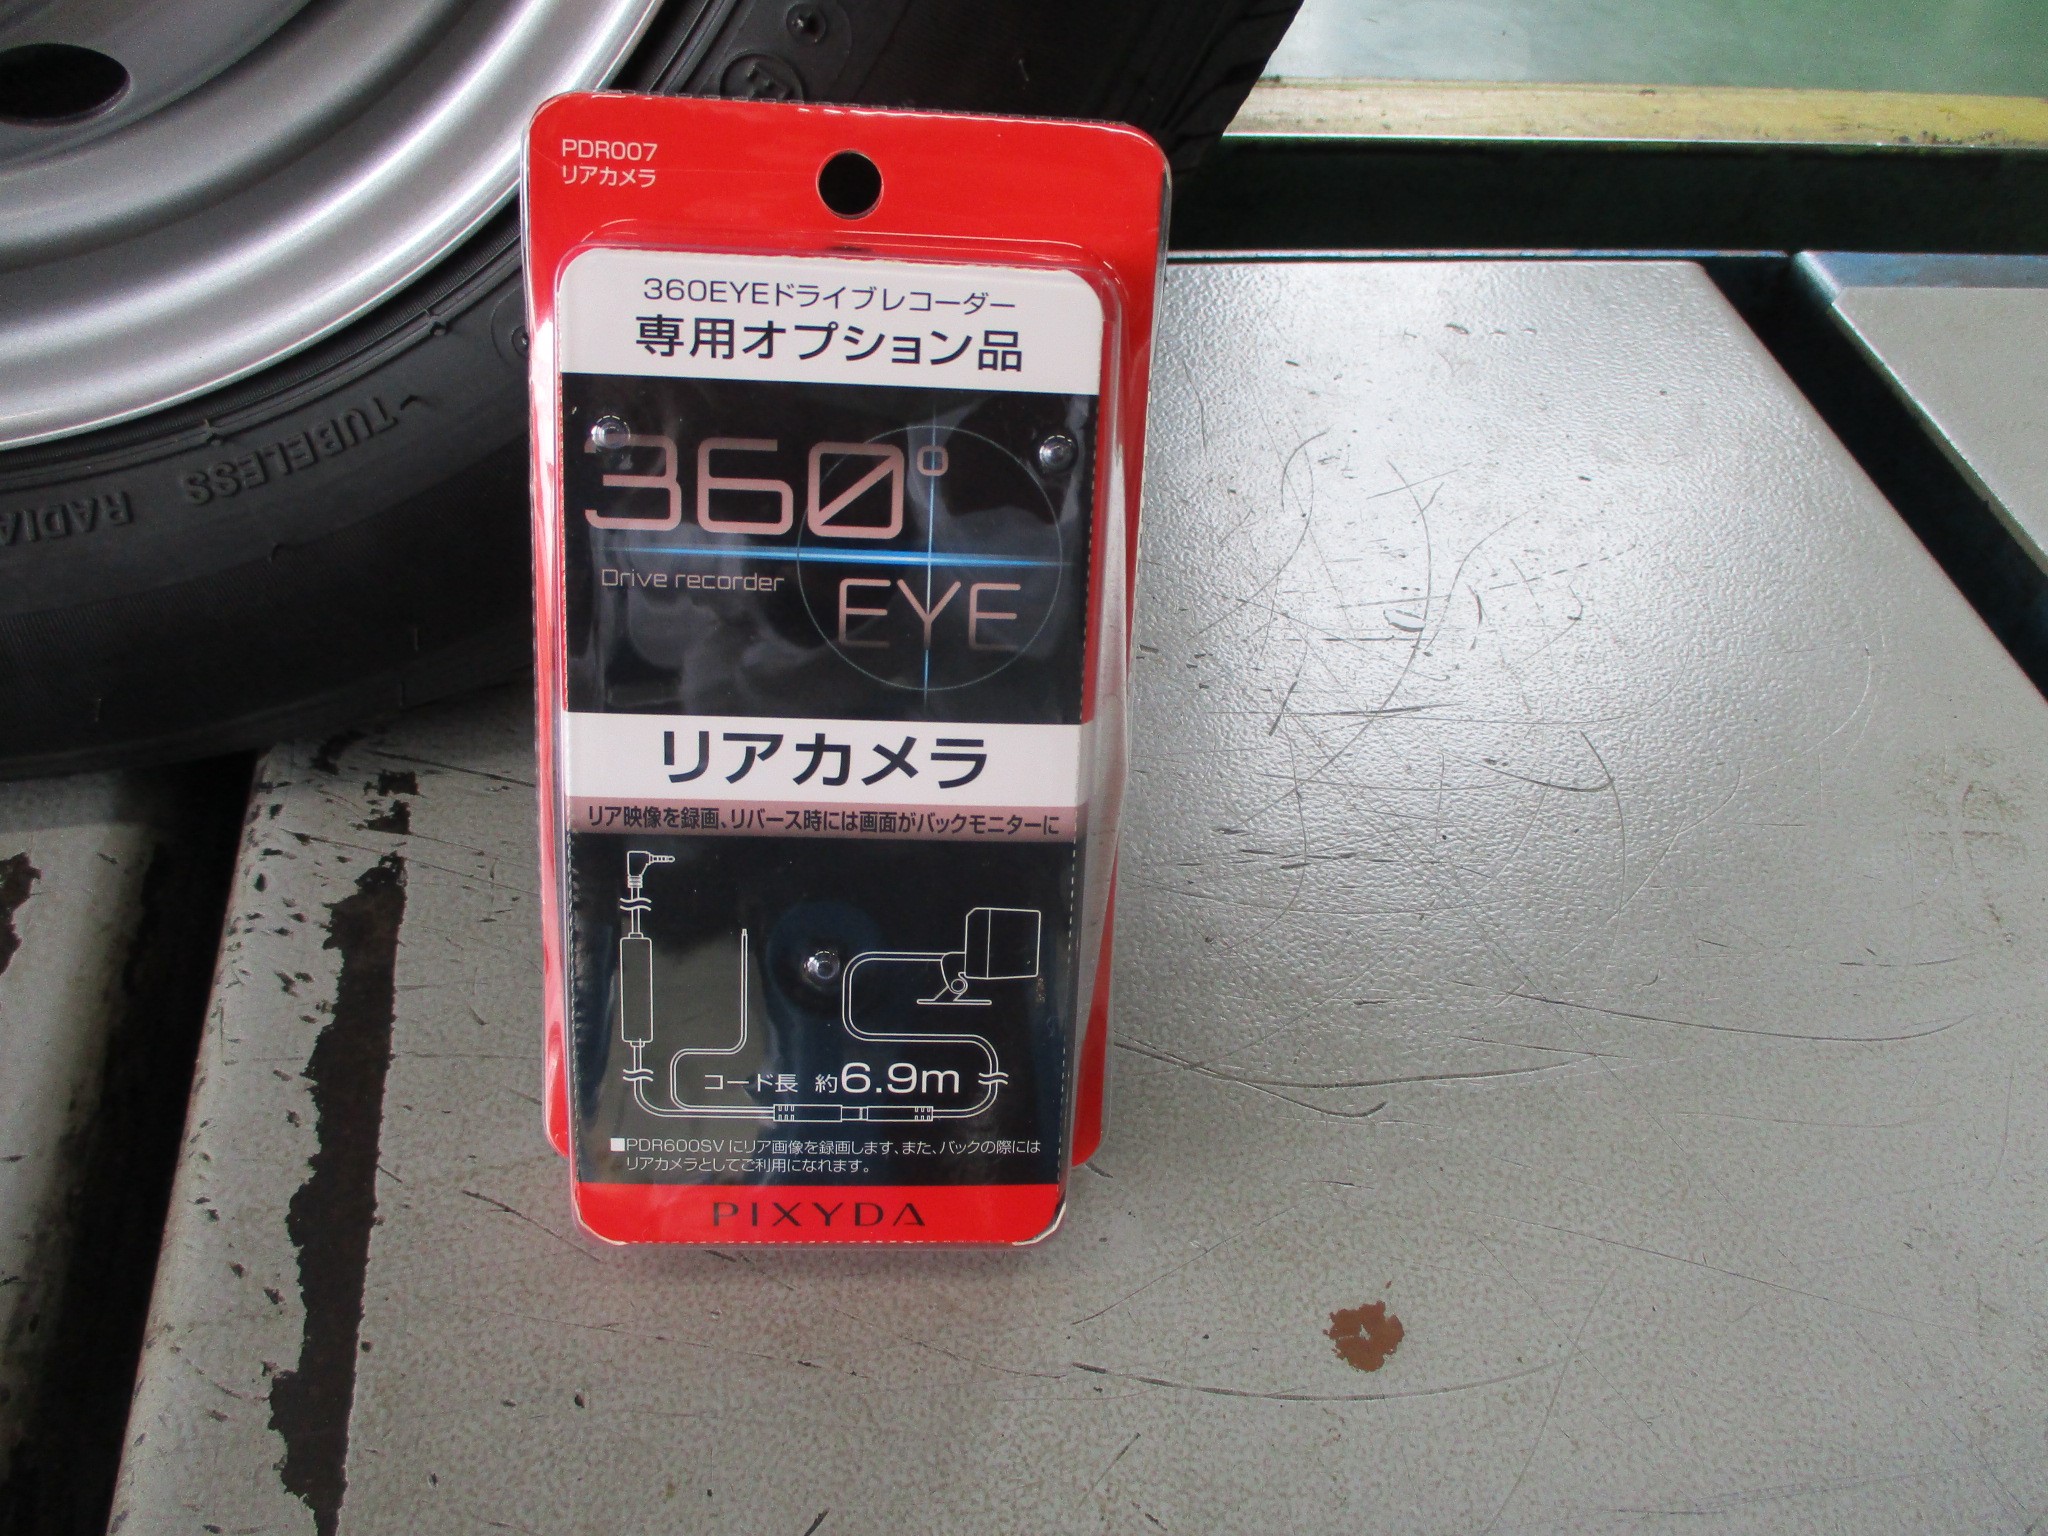 PDR007
リアカメラ
360EYEドライブレコーダー
専用オプション品
360°
Drive recorder
EYE
リアカメラ
リア映像を録画、リバース時には画面がバックモニターに
コード長 約6.9m
■PDR600SVにリア画像を録画します、また、バックの際には
リアカメラとしてご利用になれます。
PIXYDA
TUBELESS